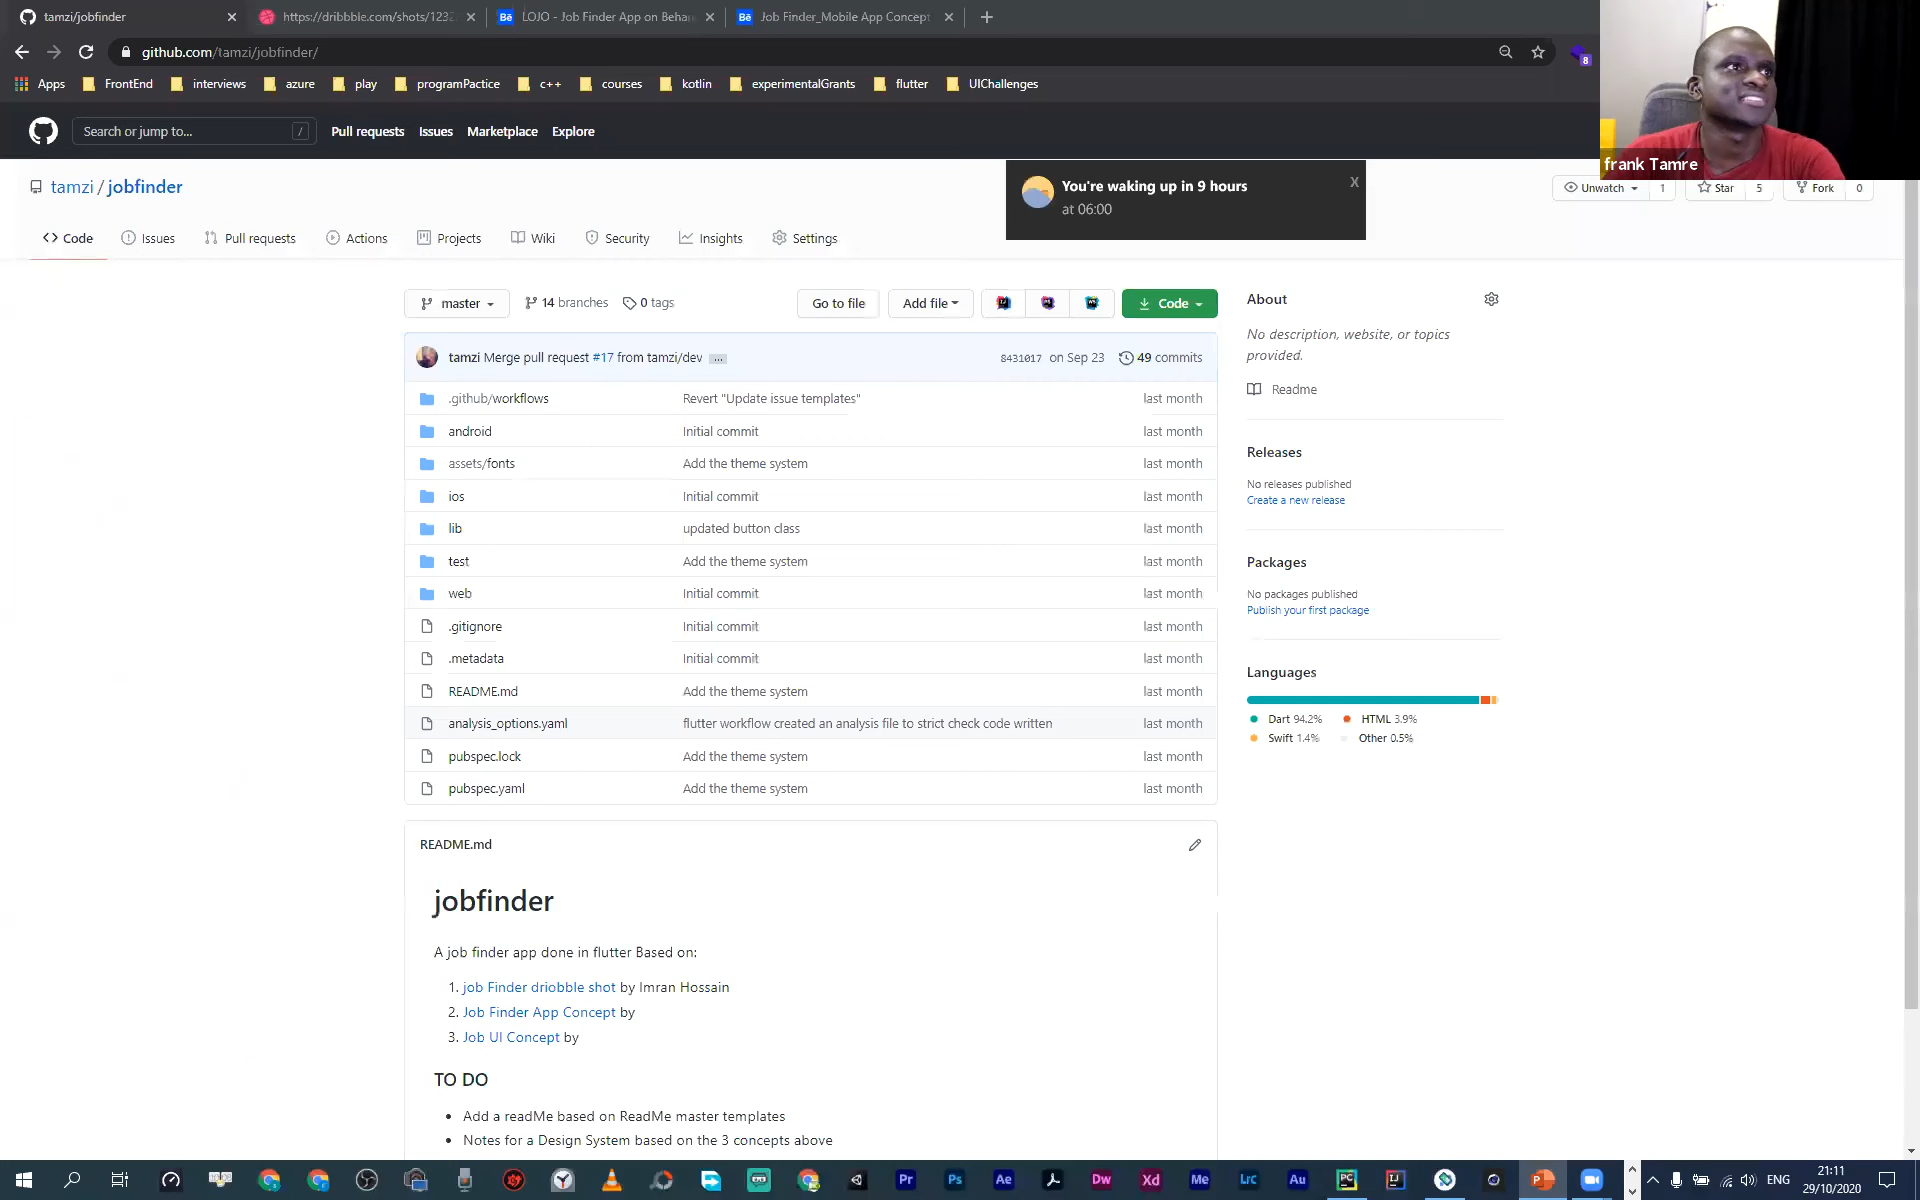 tamzi/jobfinder
https://dribbble.com/shots/1232
LOJO - Job Finder App on Beha
Job Finder_Mobile App Concept
github.com/tamzi/jobfinder/
8
Apps FrontEnd interviews azure play programPactice c++ courses kotlin experimentalGrants flutter UIChallenges
Search or jump to... / Pull requests Issues Marketplace Explore
frank Tamre
tamzi / jobfinder
You're waking up in 9 hours X
at 06:00
Unwatch 1 Star 5 Fork 0
Code Issues Pull requests Actions Projects Wiki Security Insights Settings
master 14 branches 0 tags Go to file Add file Code
tamzi Merge pull request #17 from tamzi/dev ... 8431017 on Sep 23 49 commits
.github/workflows Revert "Update issue templates" last month
android Initial commit last month
assets/fonts Add the theme system last month
ios Initial commit last month
lib updated button class last month
test Add the theme system last month
web Initial commit last month
.gitignore Initial commit last month
.metadata Initial commit last month
README.md Add the theme system last month
analysis_options.yaml flutter workflow created an analysis file to strict check code written last month
pubspec.lock Add the theme system last month
pubspec.yaml Add the theme system last month
About
No description, website, or topics
provided.
Readme
Releases
No releases published
Create a new release
Packages
No packages published
Publish your first package
Languages
Dart 94.2% HTML 3.9%
Swift 1.4% Other 0.5%
README.md
jobfinder
A job finder app done in flutter Based on:
1. job Finder driobble shot by Imran Hossain
2. Job Finder App Concept by
3. Job UI Concept by
TO DO
• Add a readMe based on ReadMe master templates
• Notes for a Design System based on the 3 concepts above
Pr Ps Ae Dw Xd Me Lrc Au PC IJ P
ENG
21:11
29/10/2020